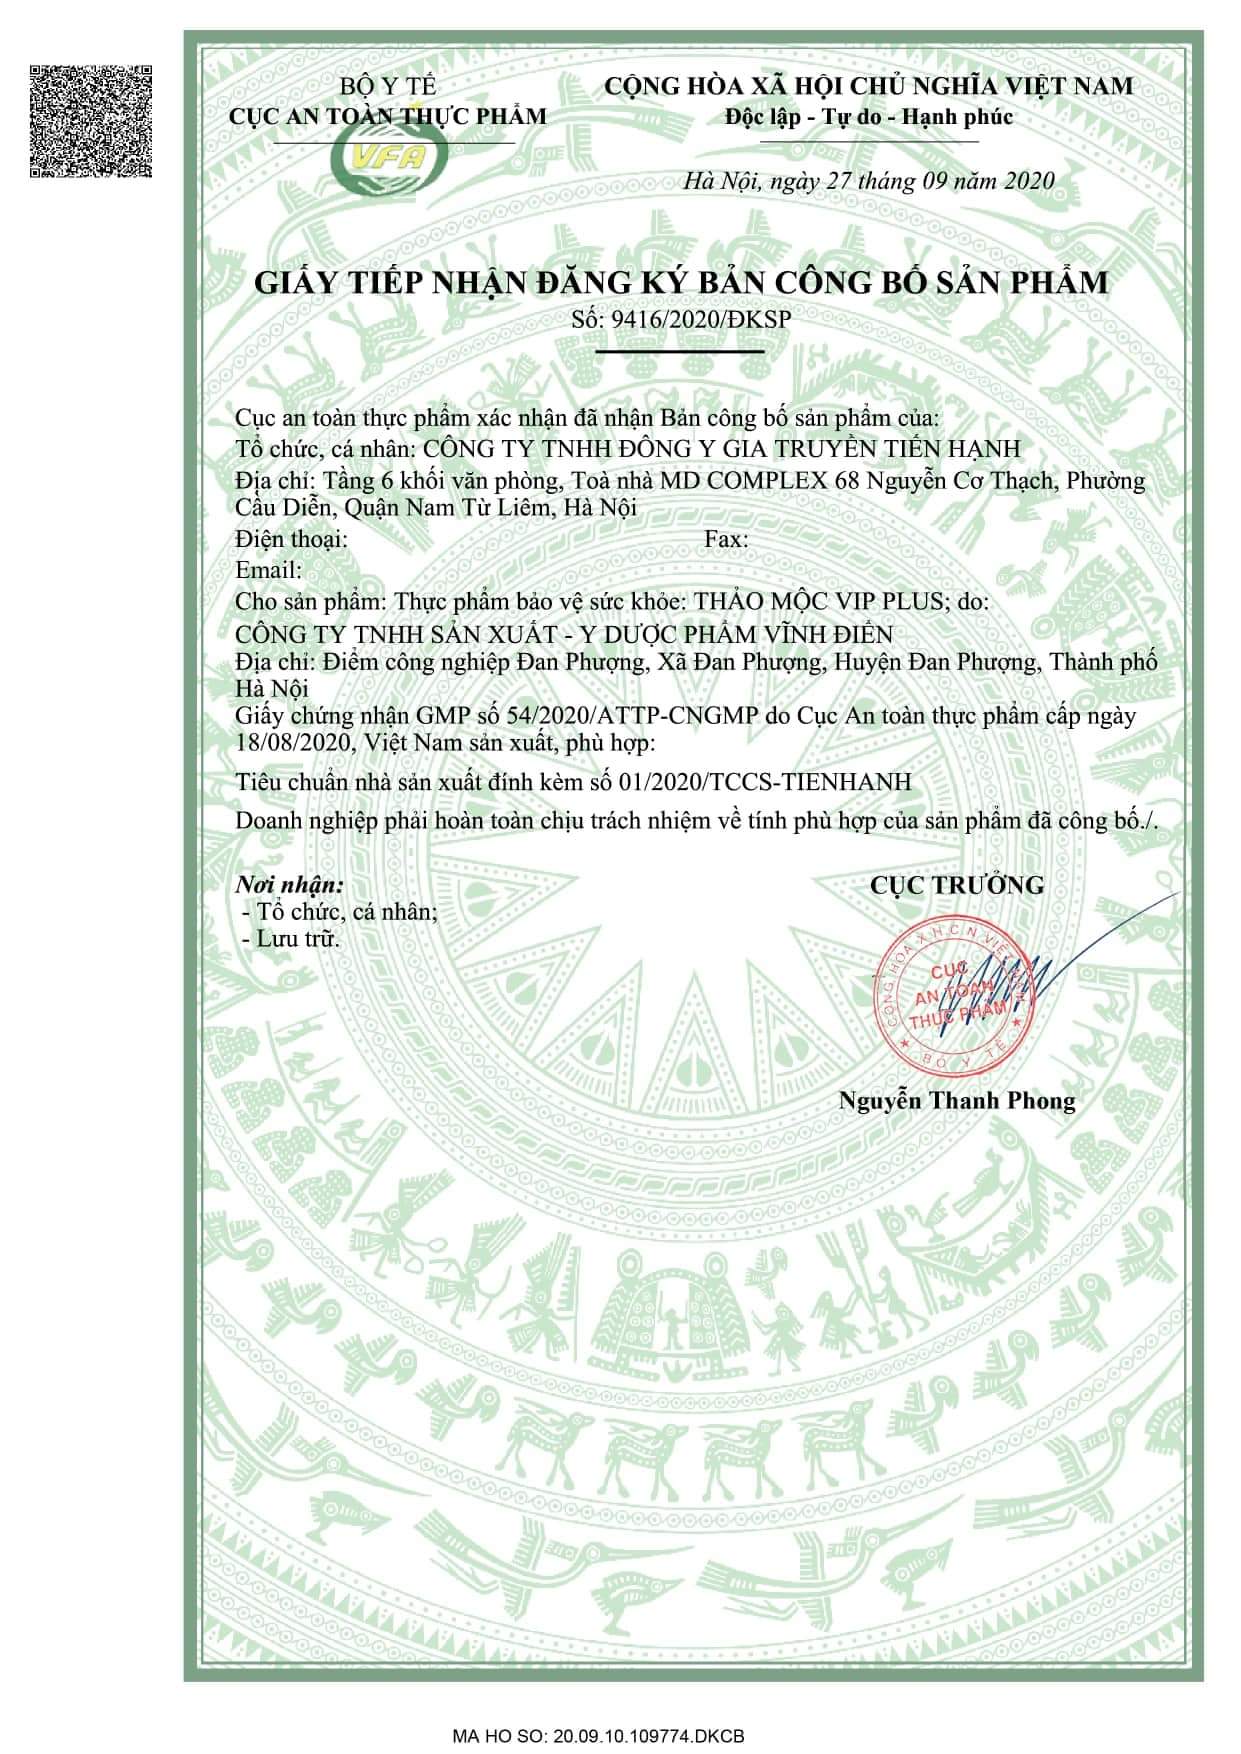 BỘ Y TẾ
CỤC AN TOÀN THỰC PHẨM
VFA
CỘNG HÒA XÃ HỘI CHỦ NGHĨA VIỆT NAM
Độc lập - Tự do - Hạnh phúc
Hà Nội, ngày 27 tháng 09 năm 2020
GIẤY TIẾP NHẬN ĐĂNG KÝ BẢN CÔNG BỐ SẢN PHẨM
Số: 9416/2020/ĐKSP
Cục an toàn thực phẩm xác nhận đã nhận Bản công bố sản phẩm của:
Tổ chức, cá nhân: CÔNG TY TNHH ĐÔNG Y GIA TRUYỀN TIẾN HẠNH
Địa chỉ: Tầng 6 khối văn phòng, Toà nhà MD COMPLEX 68 Nguyễn Cơ Thạch, Phường
Cầu Diễn, Quận Nam Từ Liêm, Hà Nội
Điện thoại: Fax:
Email:
Cho sản phẩm: Thực phẩm bảo vệ sức khỏe: THẢO MỘC VIP PLUS; do:
CÔNG TY TNHH SẢN XUẤT - Y DƯỢC PHẨM VĨNH ĐIỂN
Địa chỉ: Điểm công nghiệp Đan Phượng, Xã Đan Phượng, Huyện Đan Phượng, Thành phố
Hà Nội
Giấy chứng nhận GMP số 54/2020/ATTP-CNGMP do Cục An toàn thực phẩm cấp ngày
18/08/2020, Việt Nam sản xuất, phù hợp:
Tiêu chuẩn nhà sản xuất đính kèm số 01/2020/TCCS-TIENHANH
Doanh nghiệp phải hoàn toàn chịu trách nhiệm về tính phù hợp của sản phẩm đã công bố./.
Nơi nhận:
- Tổ chức, cá nhân;
- Lưu trữ.
CỤC TRƯỞNG
CỘNG HÒA X.H.C.N VIỆT NAM
CỤC
AN TOÀN
THỰC PHẨM
BỘ Y TẾ
Nguyễn Thanh Phong
MA HO SO: 20.09.10.109774.DKCB